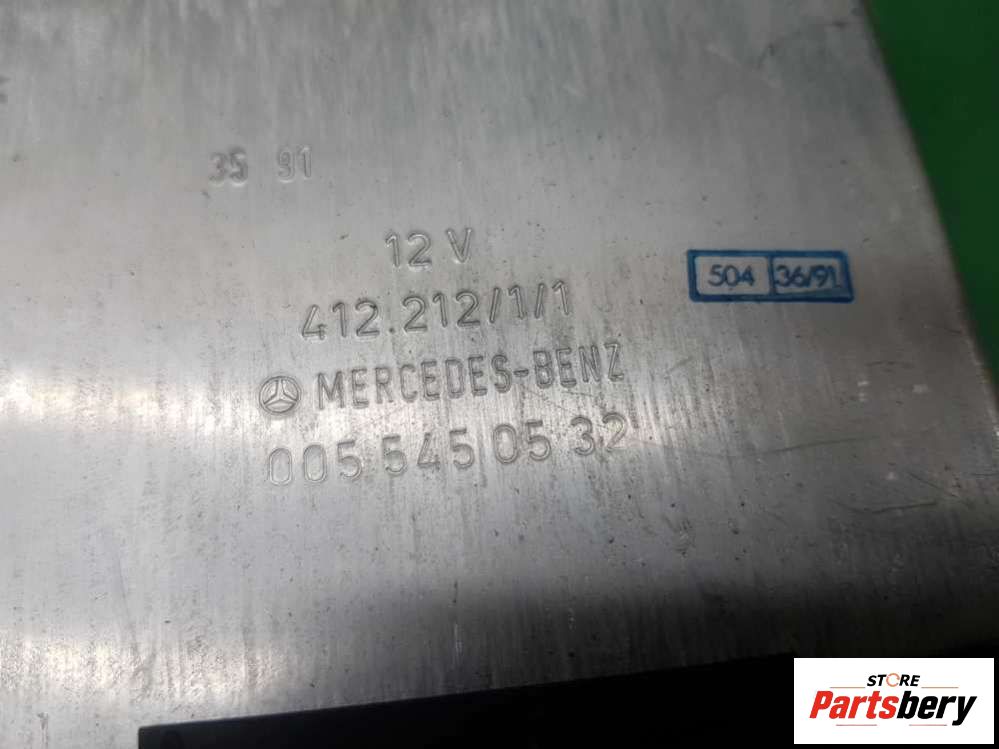 35 91
12 V
504 36/91
412.212/1/1
MERCEDES-BENZ
005 545 05 32
STORE
Partsbery